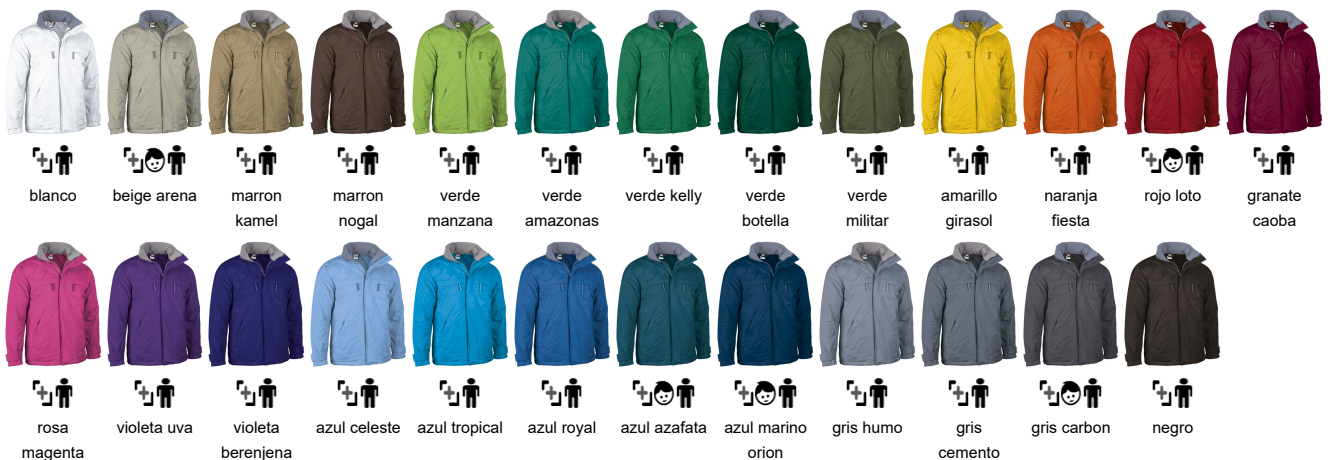 blanco
beige arena
marron
kamel
marron
nogal
verde
manzana
verde
amazonas
verde kelly
verde
botella
verde
militar
amarillo
girasol
naranja
fiesta
rojo loto
granate
caoba
rosa
magenta
violeta uva
violeta
berenjena
azul celeste
azul tropical
azul royal
azul azafata
azul marino
orion
gris humo
gris
cemento
gris carbon
negro